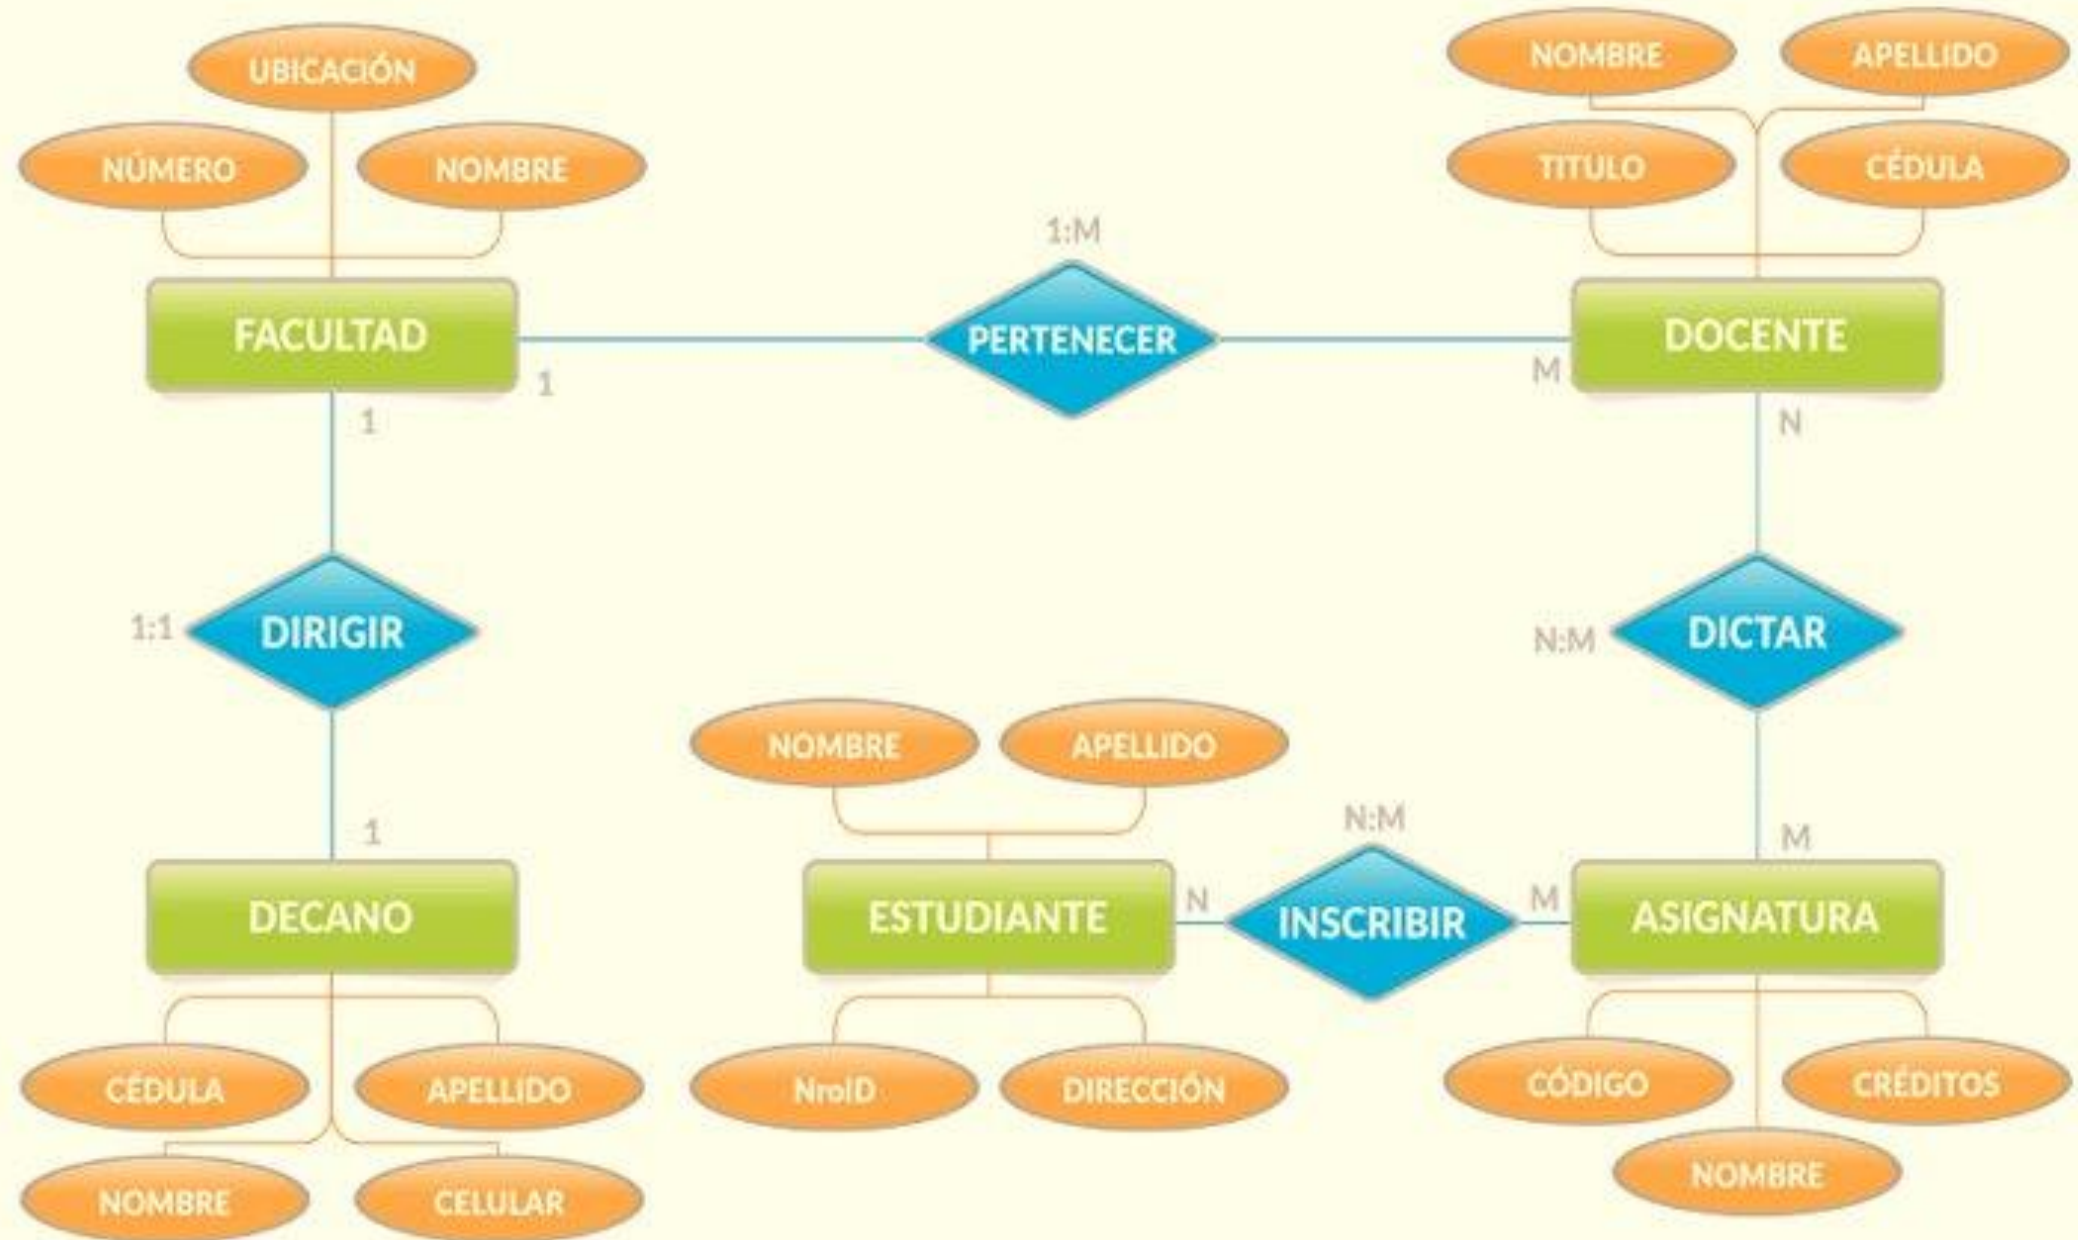 UBICACIÓN
NÚMERO
NOMBRE
FACULTAD
1
1
1:M
PERTENECER
NOMBRE
APELLIDO
TITULO
CÉDULA
DOCENTE
M
N
1:1
DIRIGIR
N:M
DICTAR
1
DECANO
CÉDULA
APELLIDO
NOMBRE
CELULAR
NOMBRE
APELLIDO
ESTUDIANTE
NroID
DIRECCIÓN
N
N:M
INSCRIBIR
M
M
ASIGNATURA
CÓDIGO
CRÉDITOS
NOMBRE